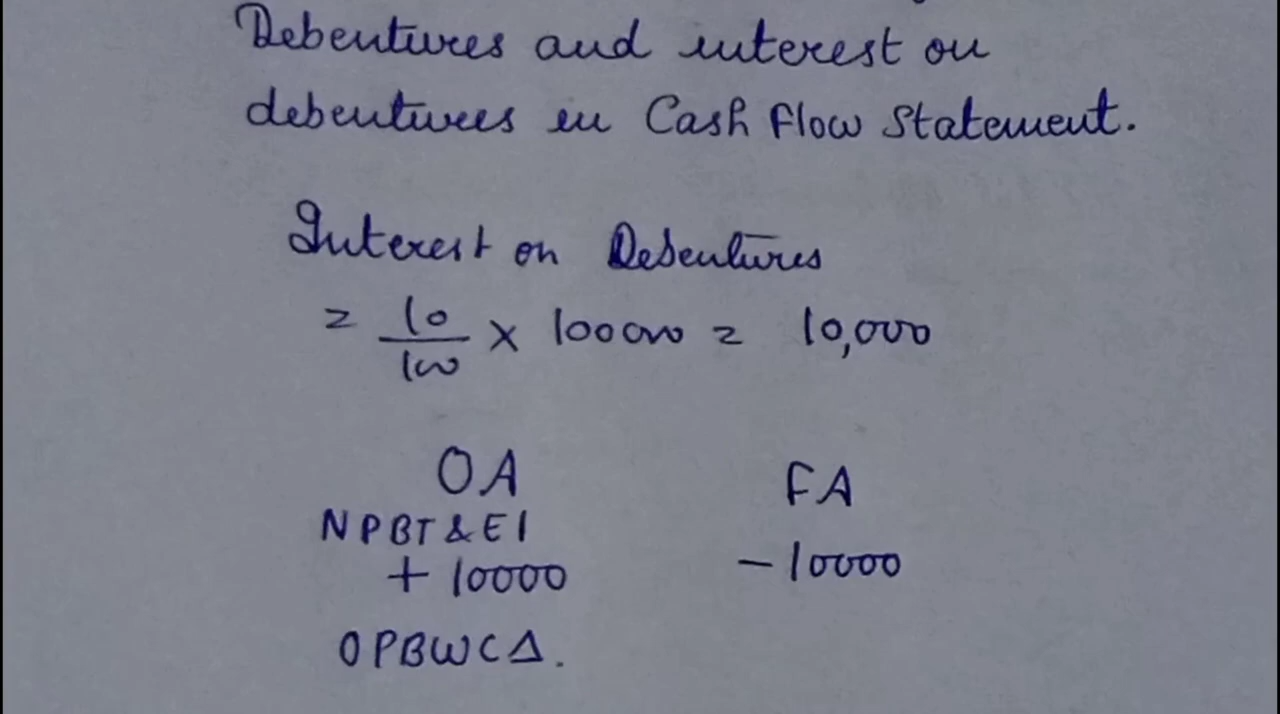 Debentures and interest on
debentures in Cash Flow Statement.
Interest on Debentures
= 10/100 × 100000 = 10,000
OA FA
NPBT & EI
+ 10000 - 10000
OPBWCΔ.